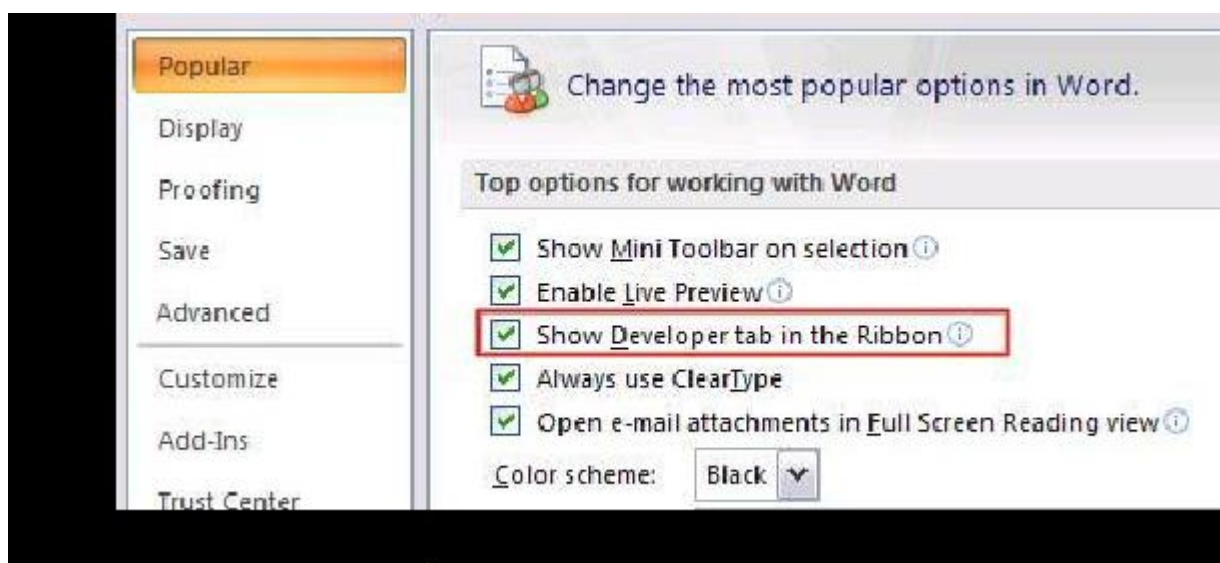 Popular
Display
Proofing
Save
Advanced
Customize
Add-Ins
Trust Center
Change the most popular options in Word.
Top options for working with Word
Show Mini Toolbar on selection
Enable Live Preview
Show Developer tab in the Ribbon
Always use ClearType
Open e-mail attachments in Full Screen Reading view
Color scheme: Black